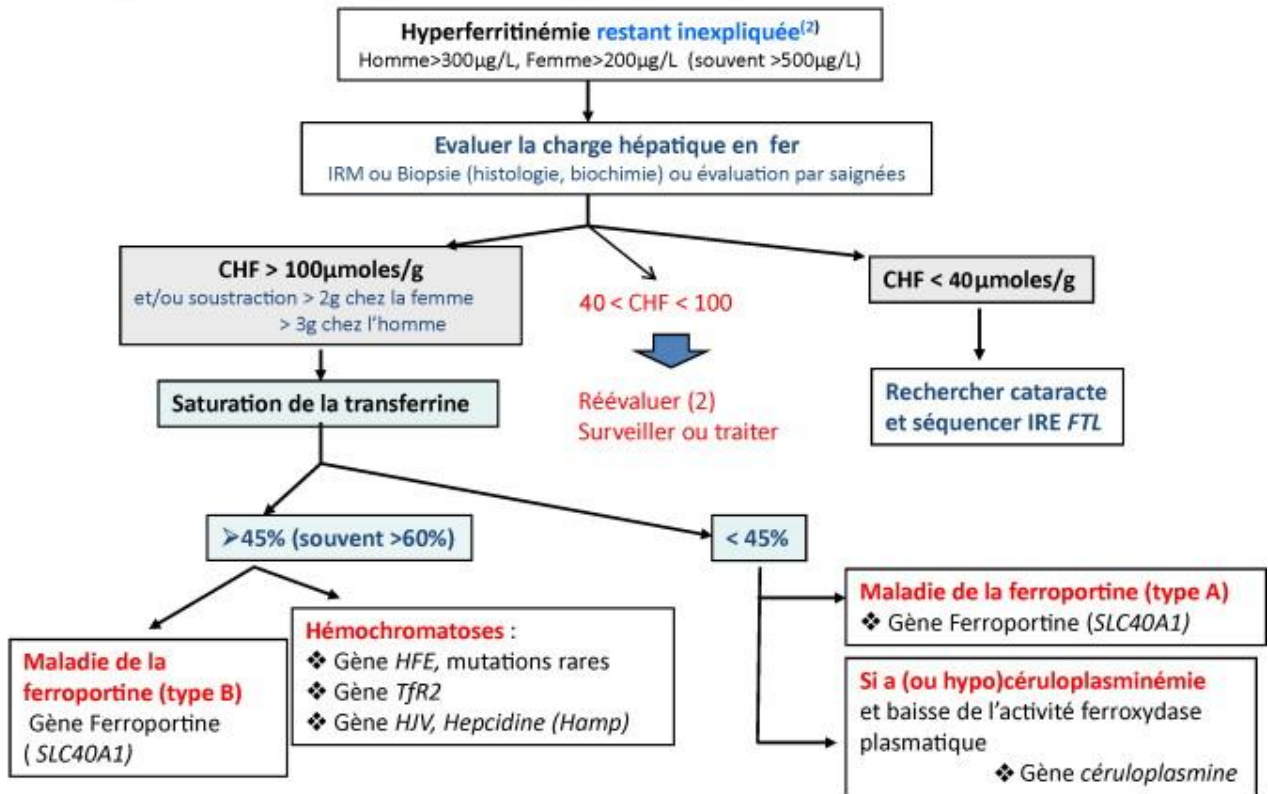 Hyperferritinémie restant inexpliquée(2)
Homme>300µg/L, Femme>200µg/L (souvent >500µg/L)
Evaluer la charge hépatique en fer
IRM ou Biopsie (histologie, biochimie) ou évaluation par saignées
CHF > 100µmoles/g
et/ou soustraction > 2g chez la femme
> 3g chez l'homme
40 < CHF < 100
CHF < 40µmoles/g
Réévaluer (2)
Surveiller ou traiter
Rechercher cataracte
et séquencer IRE FTL
Saturation de la transferrine
➢45% (souvent >60%)
< 45%
Maladie de la
ferroportine (type B)
Gène Ferroportine
( SLC40A1)
Hémochromatoses :
❖ Gène HFE, mutations rares
❖ Gène TfR2
❖ Gène HJV, Hepcidine (Hamp)
Maladie de la ferroportine (type A)
❖ Gène Ferroportine (SLC40A1)
Si a (ou hypo)céruloplasminémie
et baisse de l'activité ferroxydase
plasmatique
❖ Gène céruloplasmine